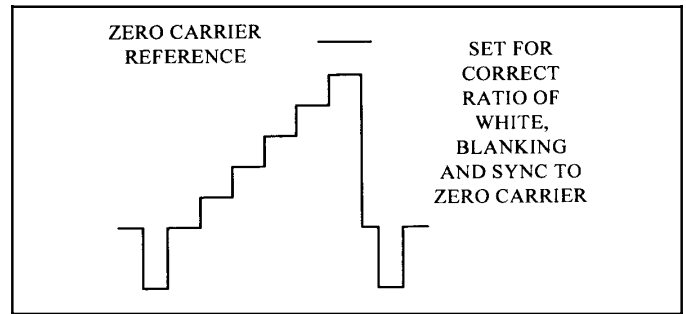 ZERO CARRIER
REFERENCE
SET FOR
CORRECT
RATIO OF
WHITE,
BLANKING
AND SYNC TO
ZERO CARRIER